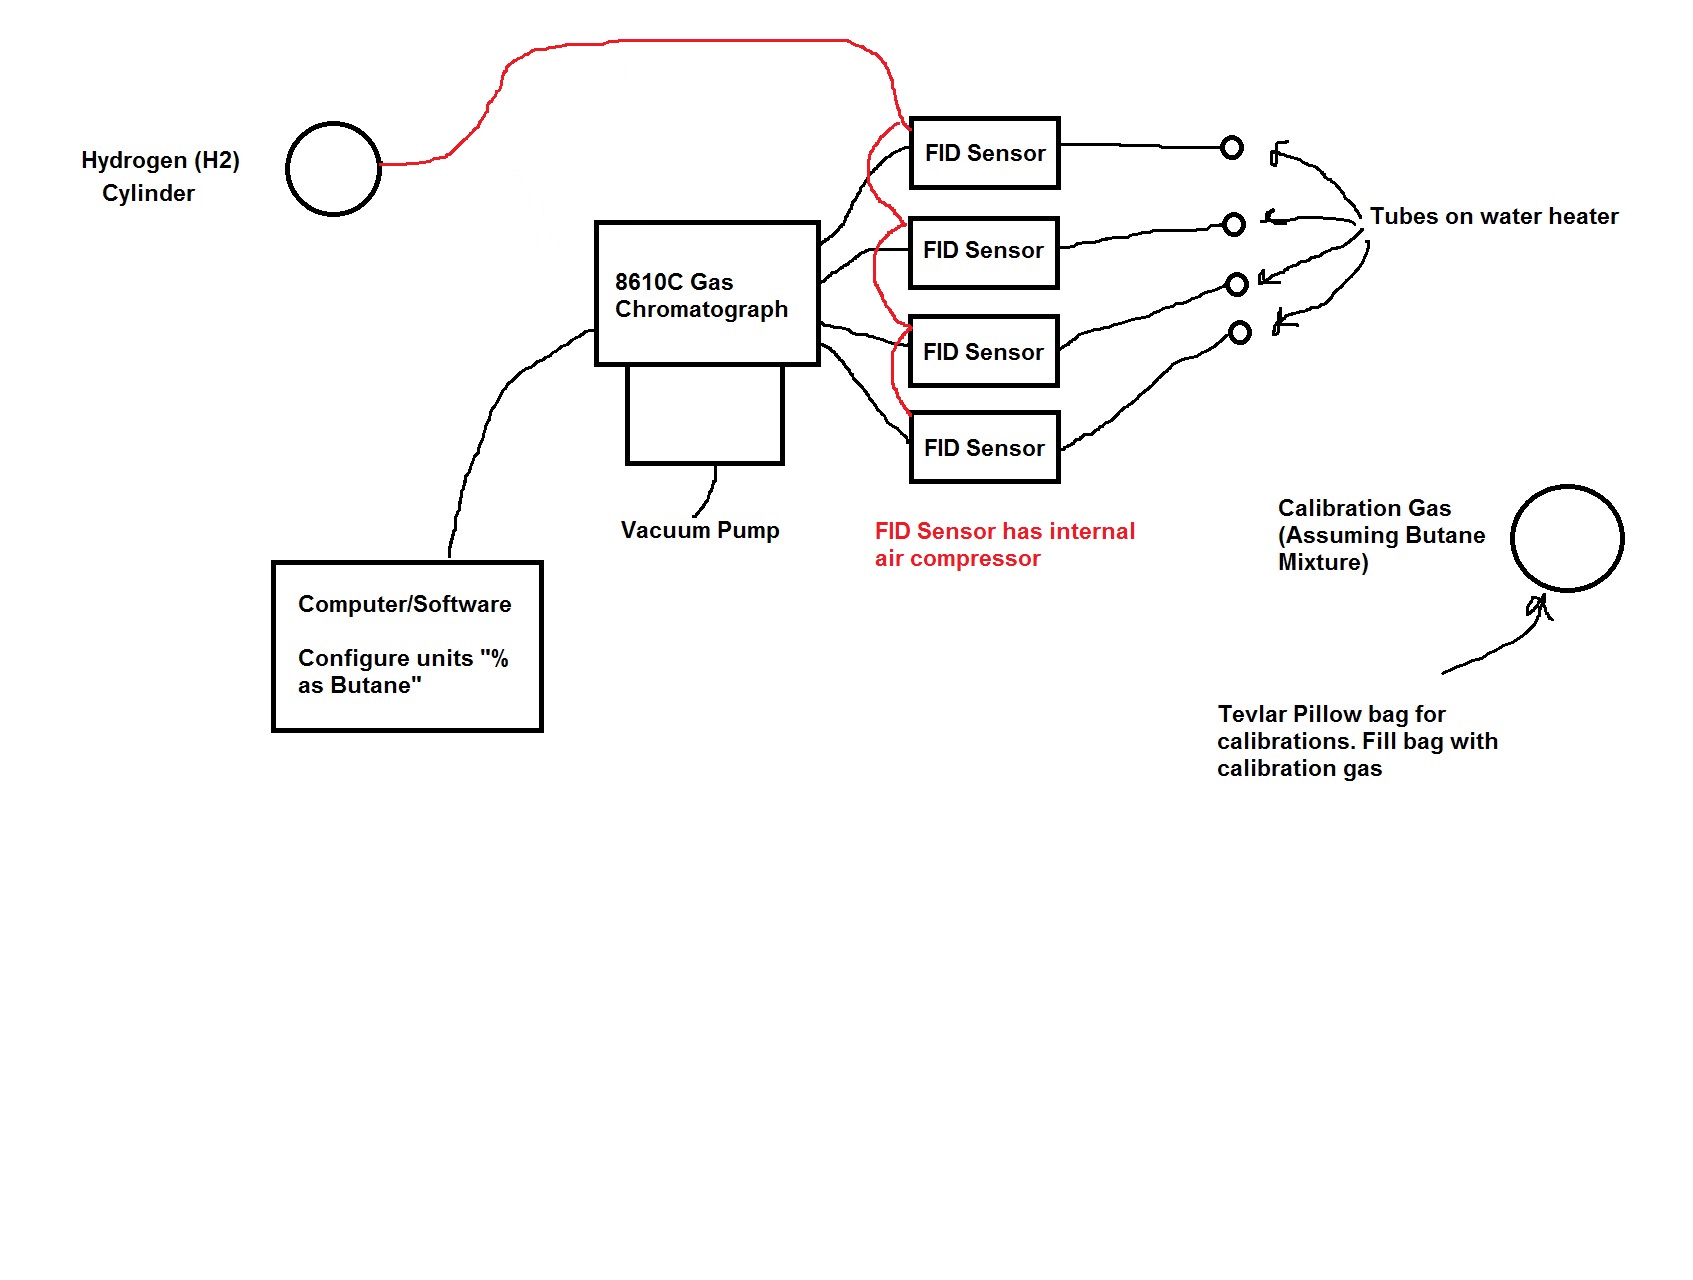 Hydrogen (H2)
Cylinder
FID Sensor
Tubes on water heater
FID Sensor
8610C Gas
Chromatograph
FID Sensor
FID Sensor
Vacuum Pump
FID Sensor has internal
air compressor
Calibration Gas
(Assuming Butane
Mixture)
Computer/Software
Configure units "%
as Butane"
Tevlar Pillow bag for
calibrations. Fill bag with
calibration gas